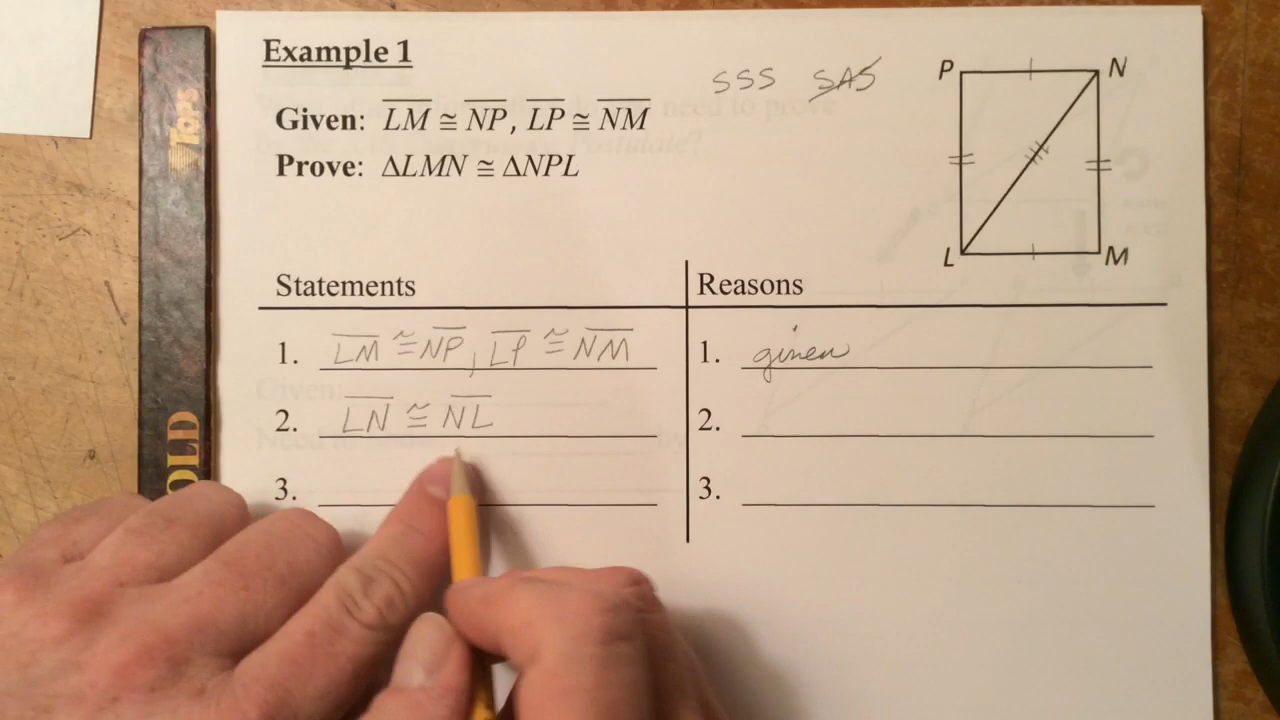 Example 1
SSS SAS
P N
Given: LM ≅ NP, LP ≅ NM
Prove: ΔLMN ≅ ΔNPL
L M
Statements Reasons
1. LM ≅ NP, LP ≅ NM 1. given
2. LN ≅ NL 2.
3. 3.
Tops
OLD